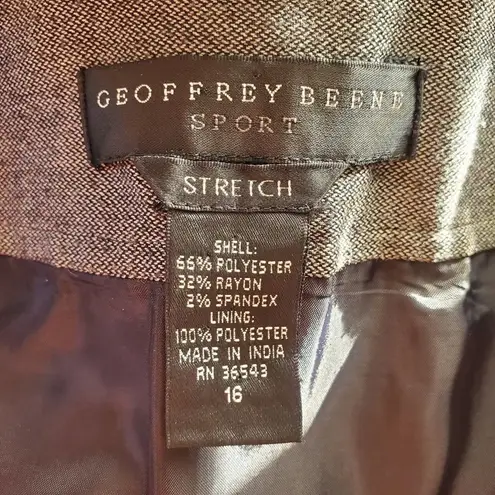 GEOFFREY BEENE
SPORT
STRETCH
SHELL:
66% POLYESTER
32% RAYON
2% SPANDEX
LINING:
100% POLYESTER
MADE IN INDIA
RN 36543
16